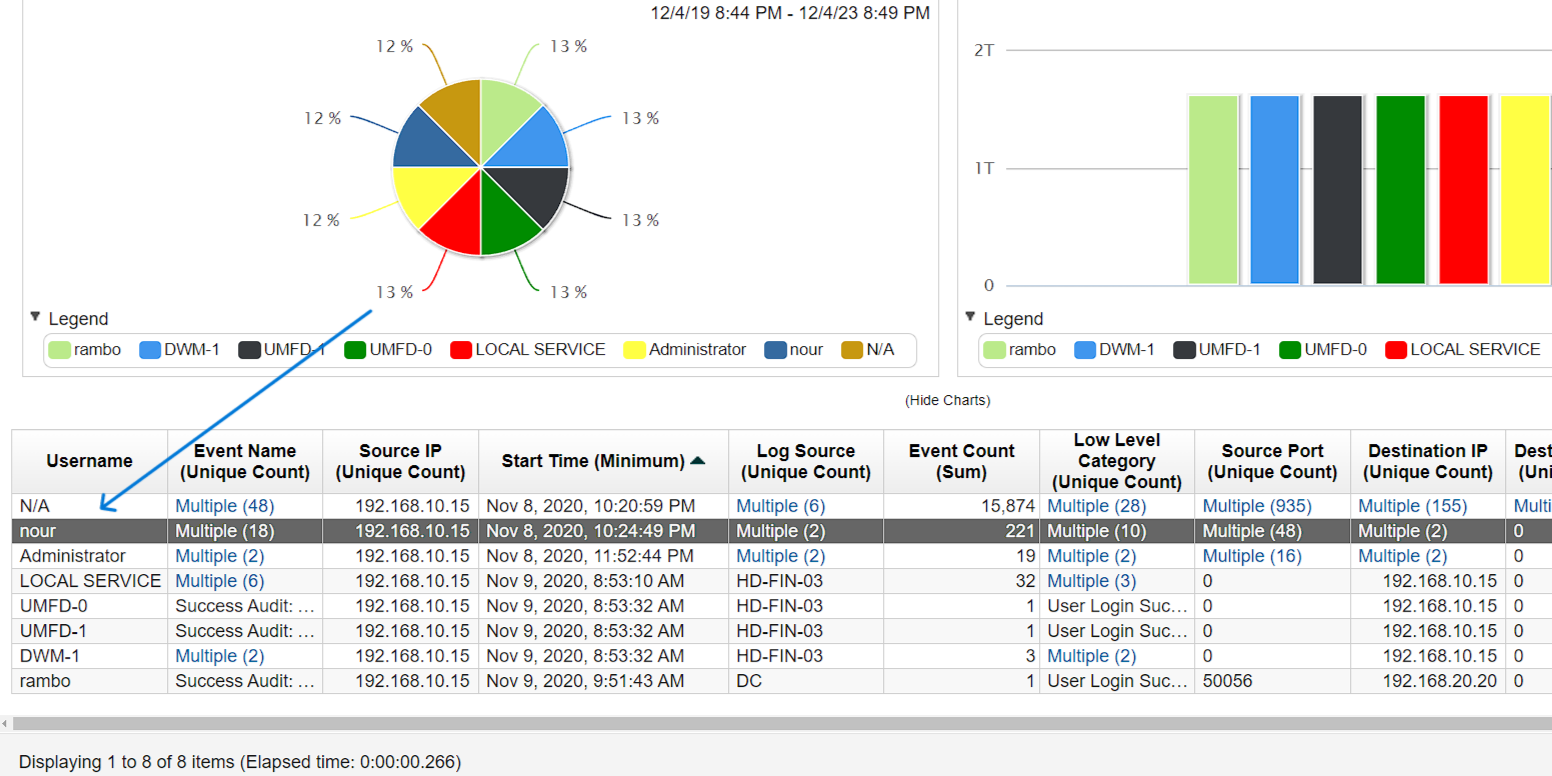 12/4/19 8:44 PM - 12/4/23 8:49 PM
12 %
13 %
12 %
13 %
12 %
13 %
13 %
13 %
Legend
rambo DWM-1 UMFD-1 UMFD-0 LOCAL SERVICE Administrator nour N/A
2T
1T
0
Legend
rambo DWM-1 UMFD-1 UMFD-0 LOCAL SERVICE
(Hide Charts)
Username Event Name (Unique Count) Source IP (Unique Count) Start Time (Minimum) Log Source (Unique Count) Event Count (Sum) Low Level Category (Unique Count) Source Port (Unique Count) Destination IP (Unique Count) Dest (Uni
N/A Multiple (48) 192.168.10.15 Nov 8, 2020, 10:20:59 PM Multiple (6) 15,874 Multiple (28) Multiple (935) Multiple (155) Multi
nour Multiple (18) 192.168.10.15 Nov 8, 2020, 10:24:49 PM Multiple (2) 221 Multiple (10) Multiple (48) Multiple (2) 0
Administrator Multiple (2) 192.168.10.15 Nov 8, 2020, 11:52:44 PM Multiple (2) 19 Multiple (2) Multiple (16) Multiple (2) 0
LOCAL SERVICE Multiple (6) 192.168.10.15 Nov 9, 2020, 8:53:10 AM HD-FIN-03 32 Multiple (3) 0 192.168.10.15 0
UMFD-0 Success Audit: ... 192.168.10.15 Nov 9, 2020, 8:53:32 AM HD-FIN-03 1 User Login Suc... 0 192.168.10.15 0
UMFD-1 Success Audit: ... 192.168.10.15 Nov 9, 2020, 8:53:32 AM HD-FIN-03 1 User Login Suc... 0 192.168.10.15 0
DWM-1 Multiple (2) 192.168.10.15 Nov 9, 2020, 8:53:32 AM HD-FIN-03 3 Multiple (2) 0 192.168.10.15 0
rambo Success Audit: ... 192.168.10.15 Nov 9, 2020, 9:51:43 AM DC 1 User Login Suc... 50056 192.168.20.20 0
Displaying 1 to 8 of 8 items (Elapsed time: 0:00:00.266)